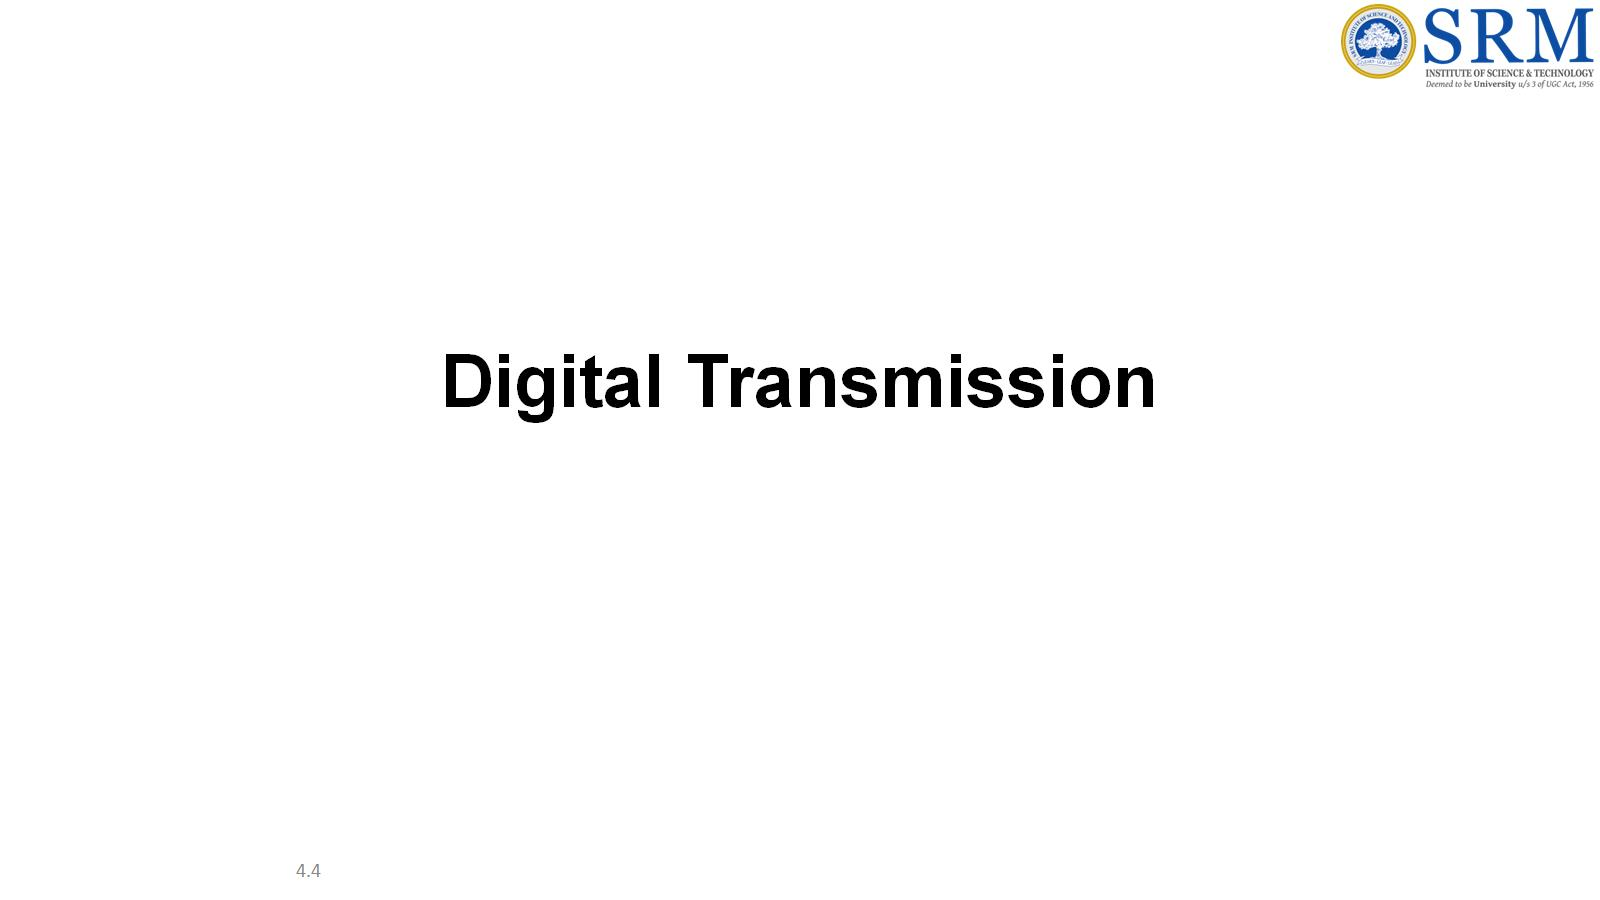 SRM
INSTITUTE OF SCIENCE & TECHNOLOGY
Deemed to be University u/s 3 of UGC Act, 1956
Digital Transmission
4.4